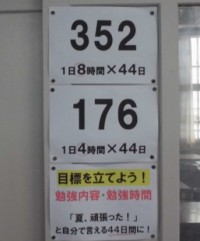 352
1日8時間×44日
176
1日4時間×44日
目標を立てよう!
勉強内容・勉強時間
「夏、頑張った!」
と自分で言える44日間に!